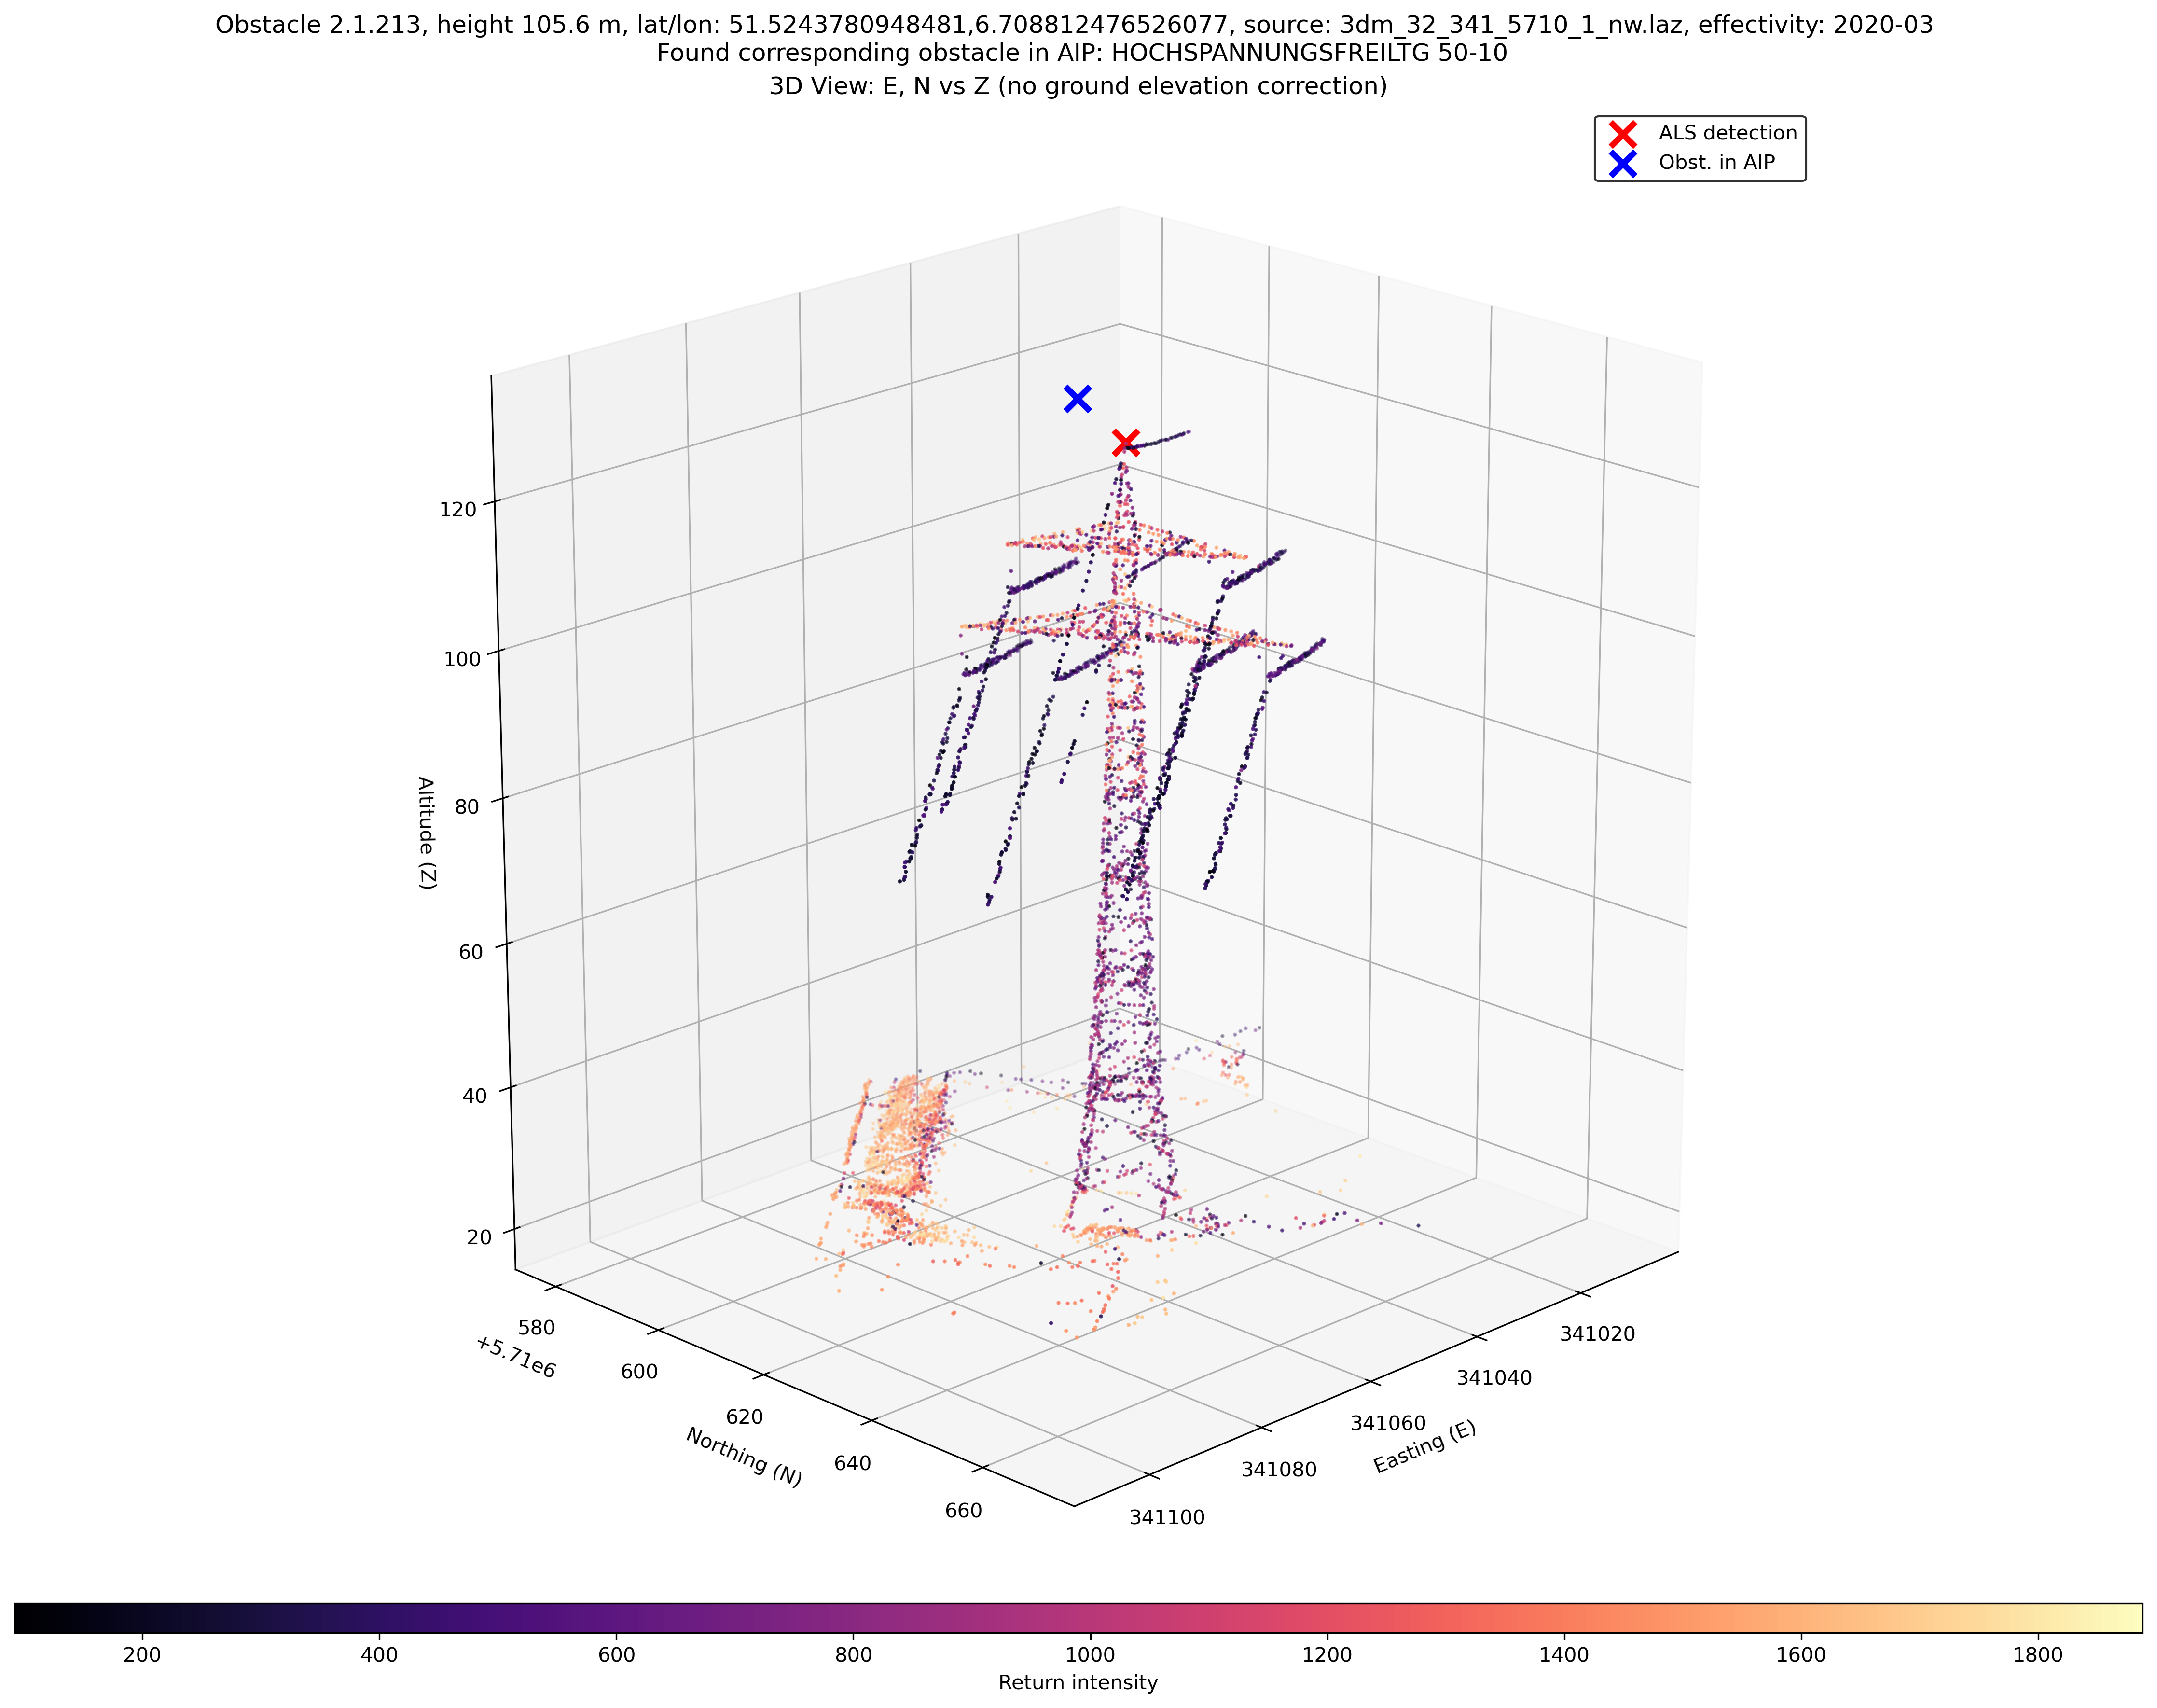 Obstacle 2.1.213, height 105.6 m, lat/lon: 51.5243780948481,6.708812476526077, source: 3dm_32_341_5710_1_nw.laz, effectivity: 2020-03
Found corresponding obstacle in AIP: HOCHSPANNUNGSFREILTG 50-10
3D View: E, N vs Z (no ground elevation correction)
ALS detection
Obst. in AIP
120
100
80
60
40
20
Altitude (Z)
580
600
620
640
660
+5.71e6
Northing (N)
341020
341040
341060
341080
341100
Easting (E)
200
400
600
800
1000
1200
1400
1600
1800
Return intensity